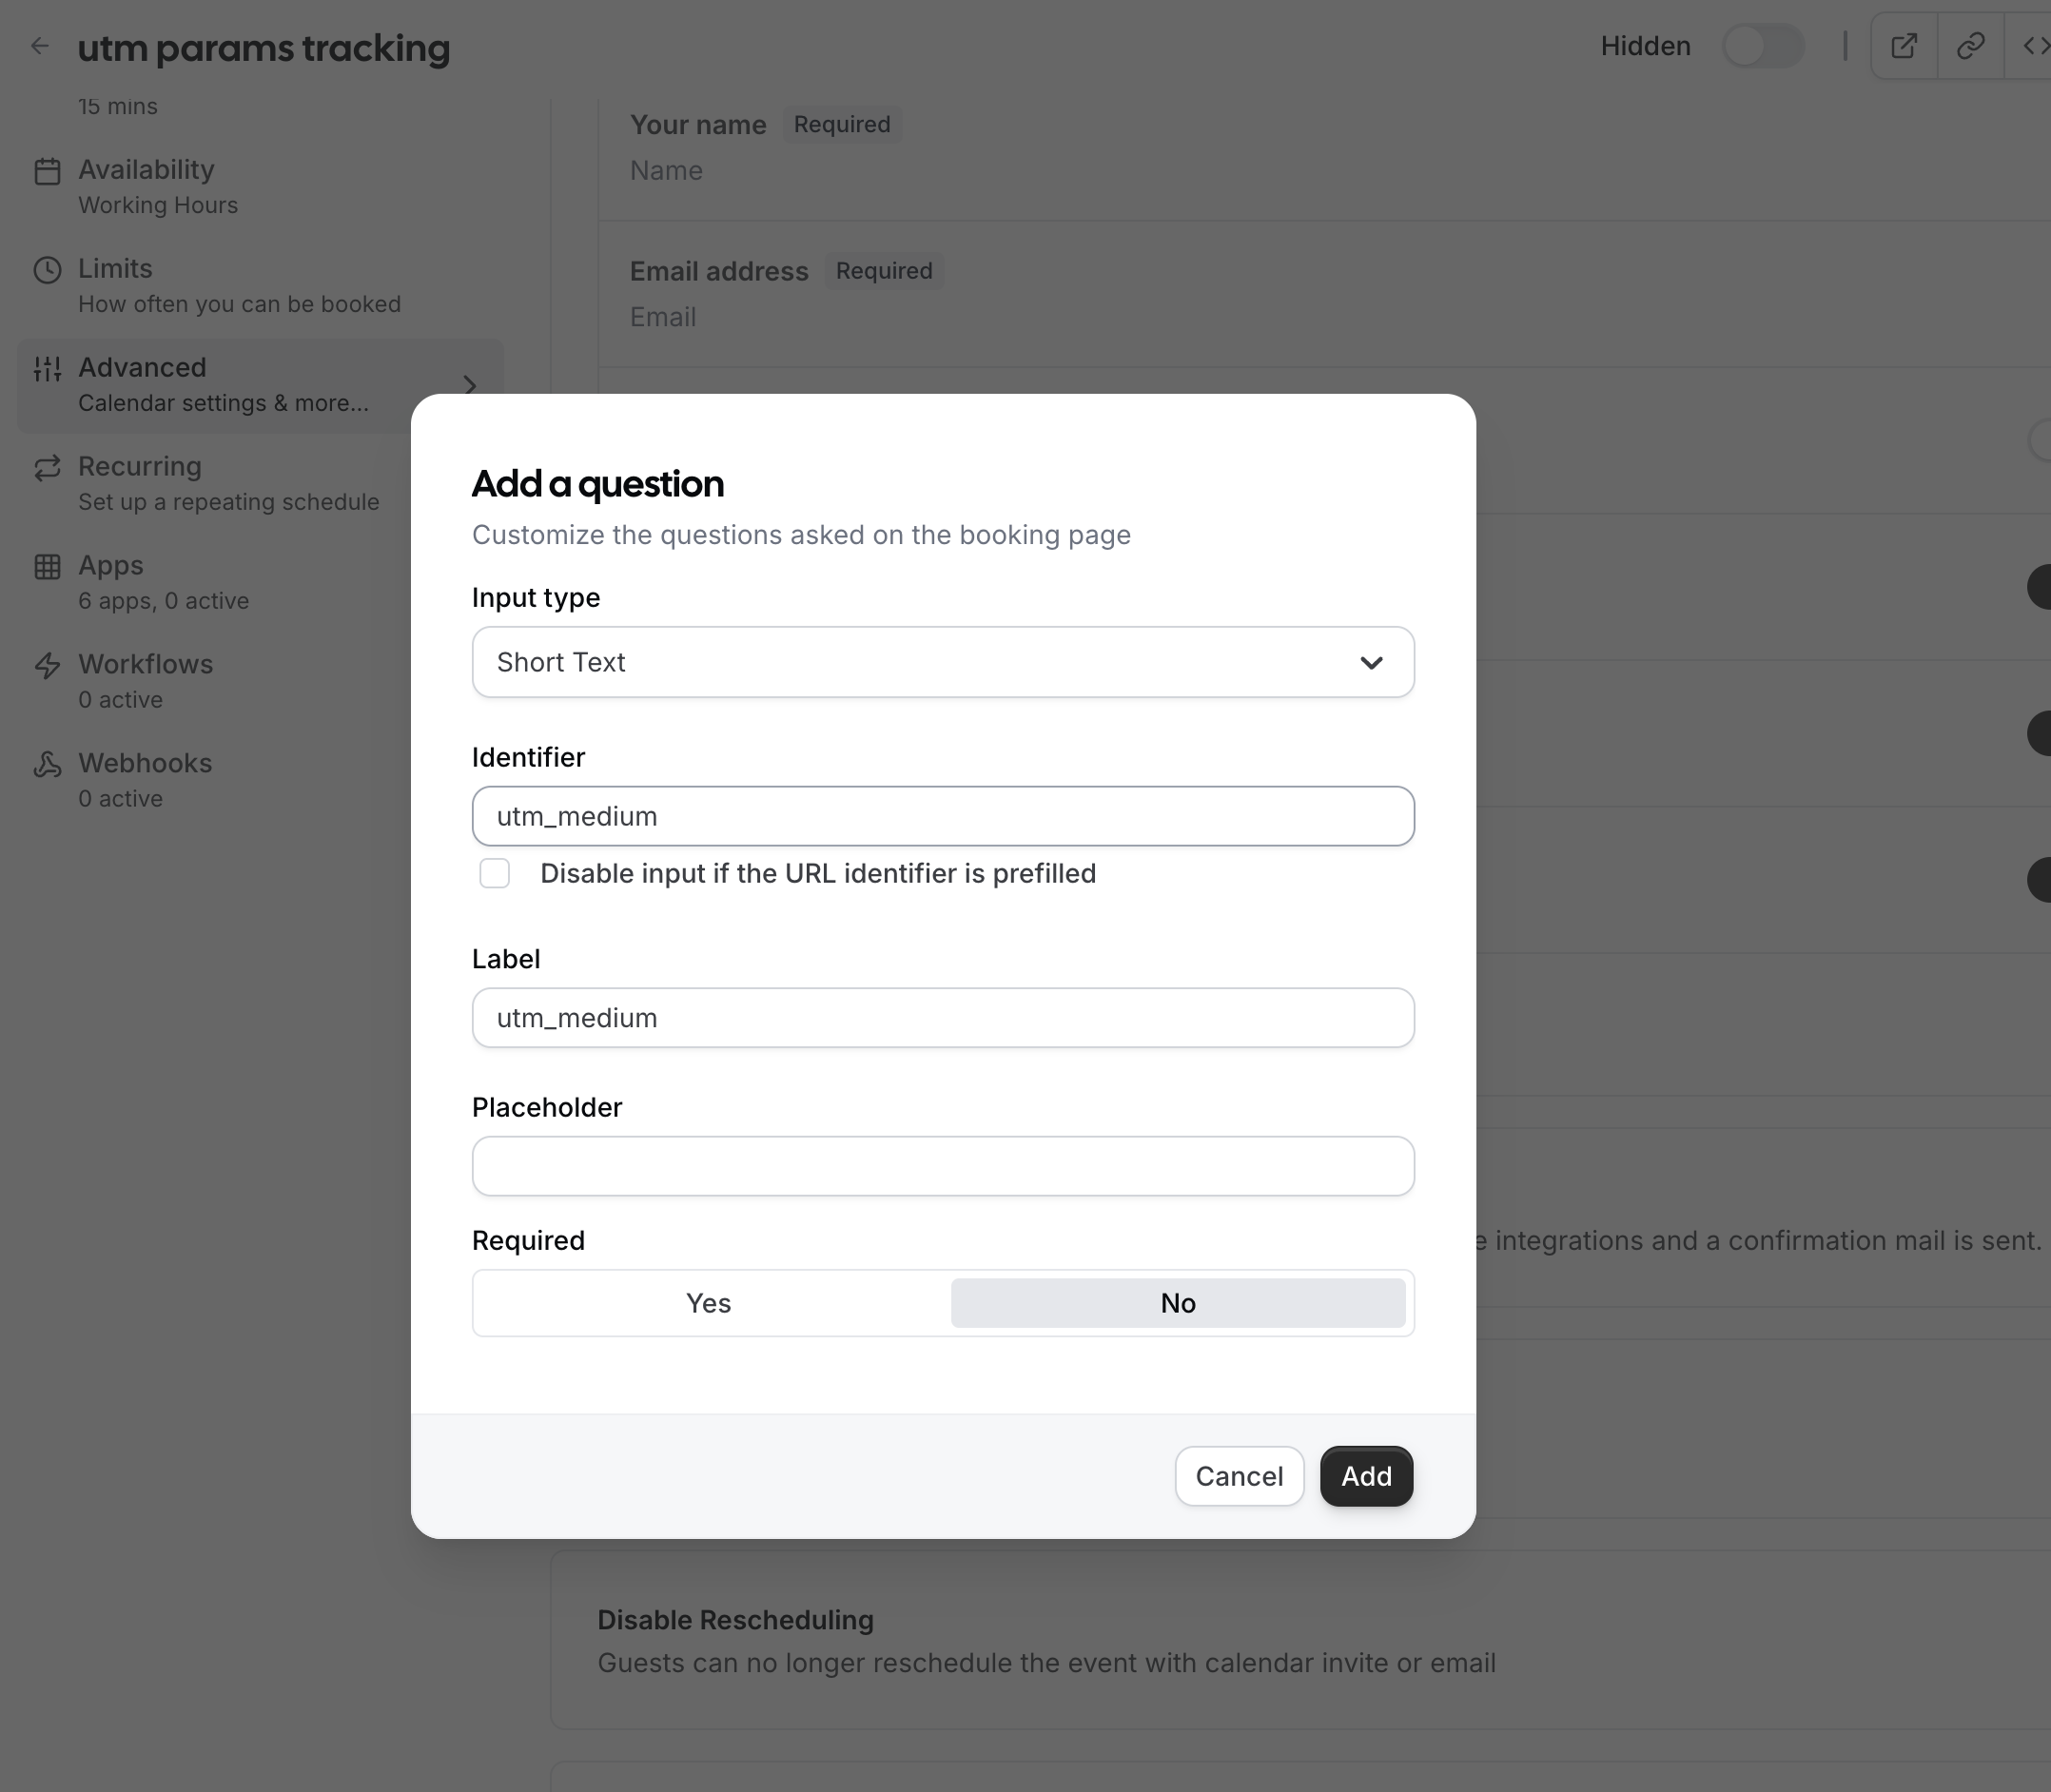 utm params tracking
Hidden
15 mins
Availability
Working Hours
Limits
How often you can be booked
Advanced
Calendar settings & more...
Recurring
Set up a repeating schedule
Apps
6 apps, 0 active
Workflows
0 active
Webhooks
0 active
Your name Required
Name
Email address Required
Email
Add a question
Customize the questions asked on the booking page
Input type
Short Text
Identifier
utm_medium
Disable input if the URL identifier is prefilled
Label
utm_medium
Placeholder
Required
Yes No
Cancel Add
integrations and a confirmation mail is sent.
Disable Rescheduling
Guests can no longer reschedule the event with calendar invite or email